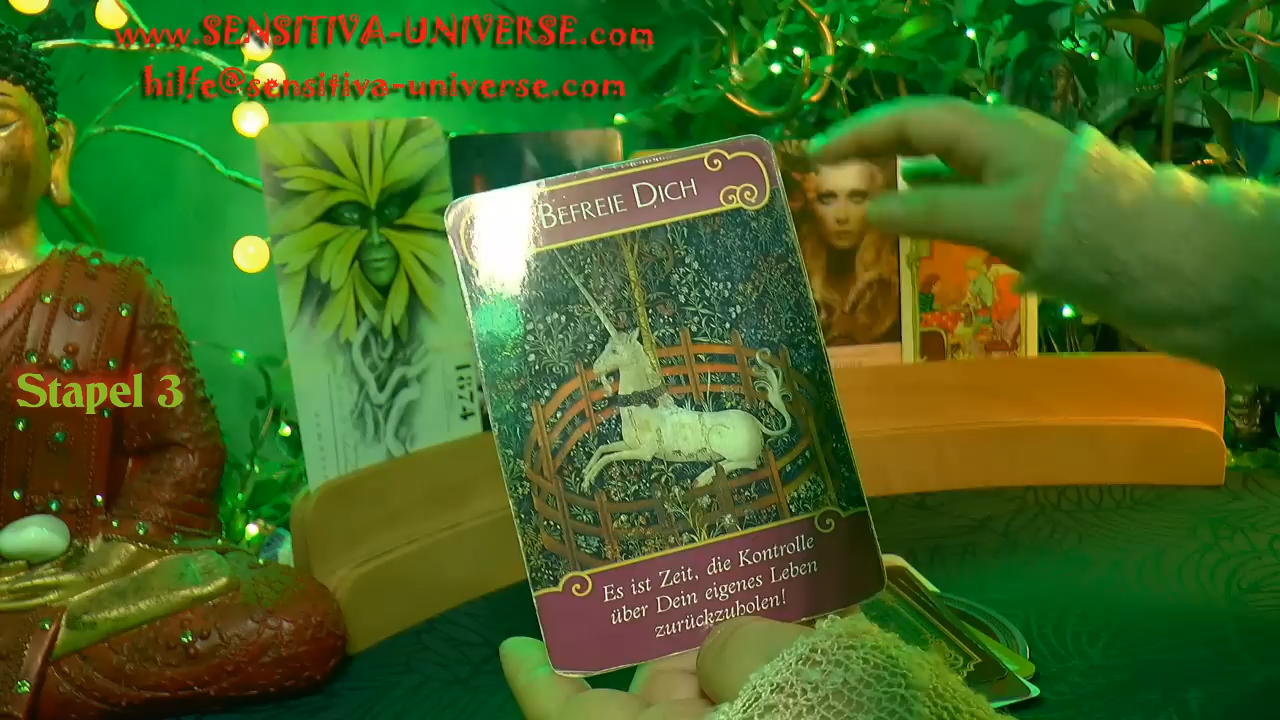 www.SENSITIVA-UNIVERSE.com
hilfe@sensitiva-universe.com
BEFREIE DICH
Stapel 3
1874
Es ist Zeit, die Kontrolle
über Dein eigenes Leben
zurückzuholen!